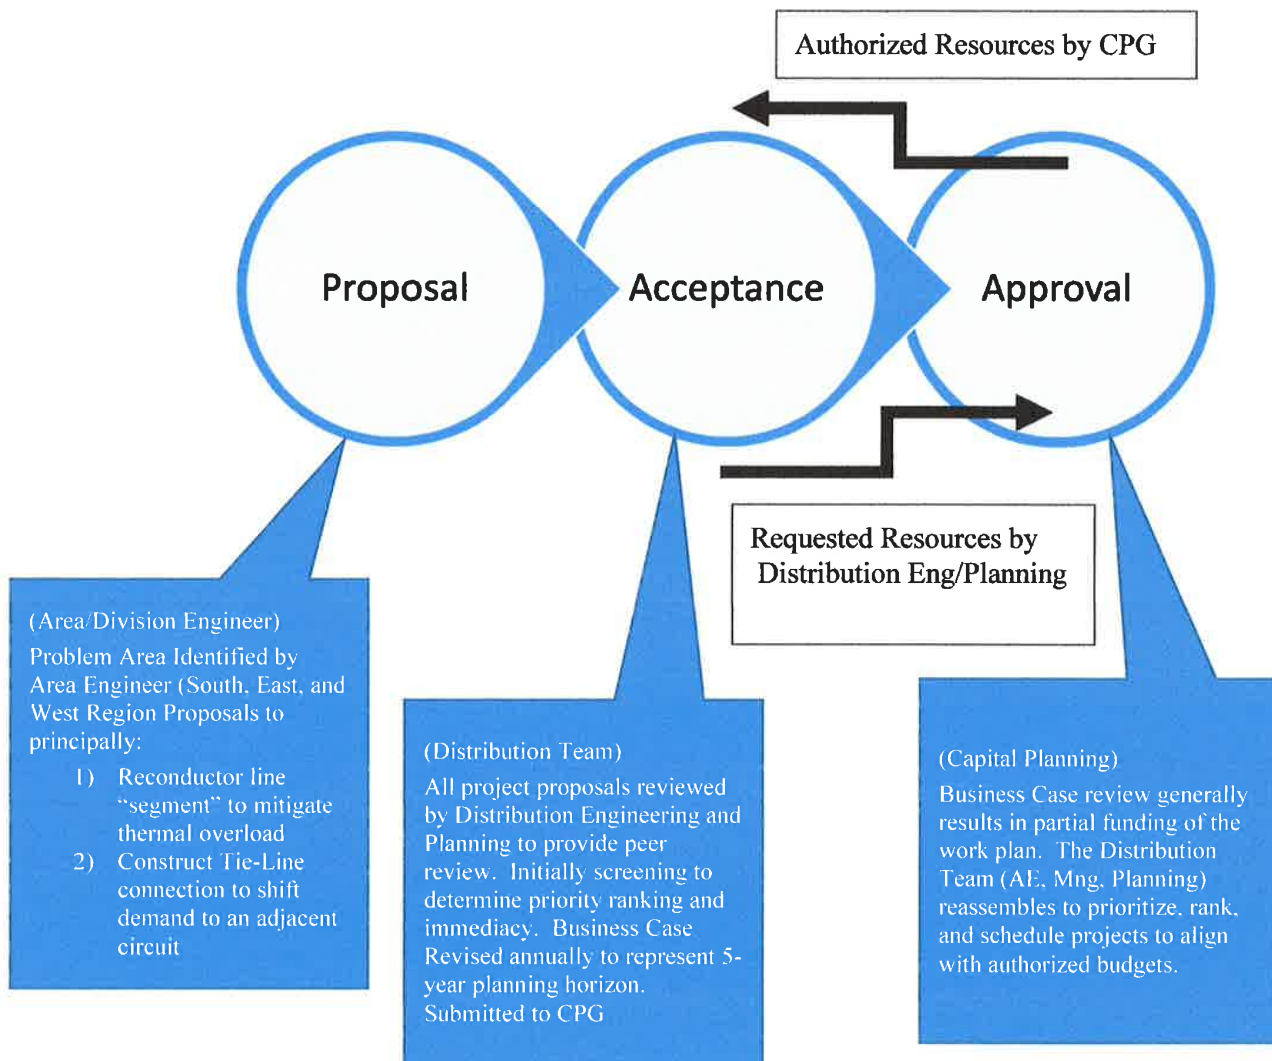 Authorized Resources by CPG
Proposal
Acceptance
Approval
Requested Resources by
Distribution Eng/Planning
(Area/Division Engineer)
Problem Area Identified by
Area Engineer (South, East, and
West Region Proposals to
principally:
1) Reconductor line
"segment" to mitigate
thermal overload
2) Construct Tie-Line
connection to shift
demand to an adjacent
circuit
(Distribution Team)
All project proposals reviewed
by Distribution Engineering and
Planning to provide peer
review. Initially screening to
determine priority ranking and
immediacy. Business Case
Revised annually to represent 5-
year planning horizon.
Submitted to CPG
(Capital Planning)
Business Case review generally
results in partial funding of the
work plan. The Distribution
Team (AE, Mng, Planning)
reassembles to prioritize, rank,
and schedule projects to align
with authorized budgets.